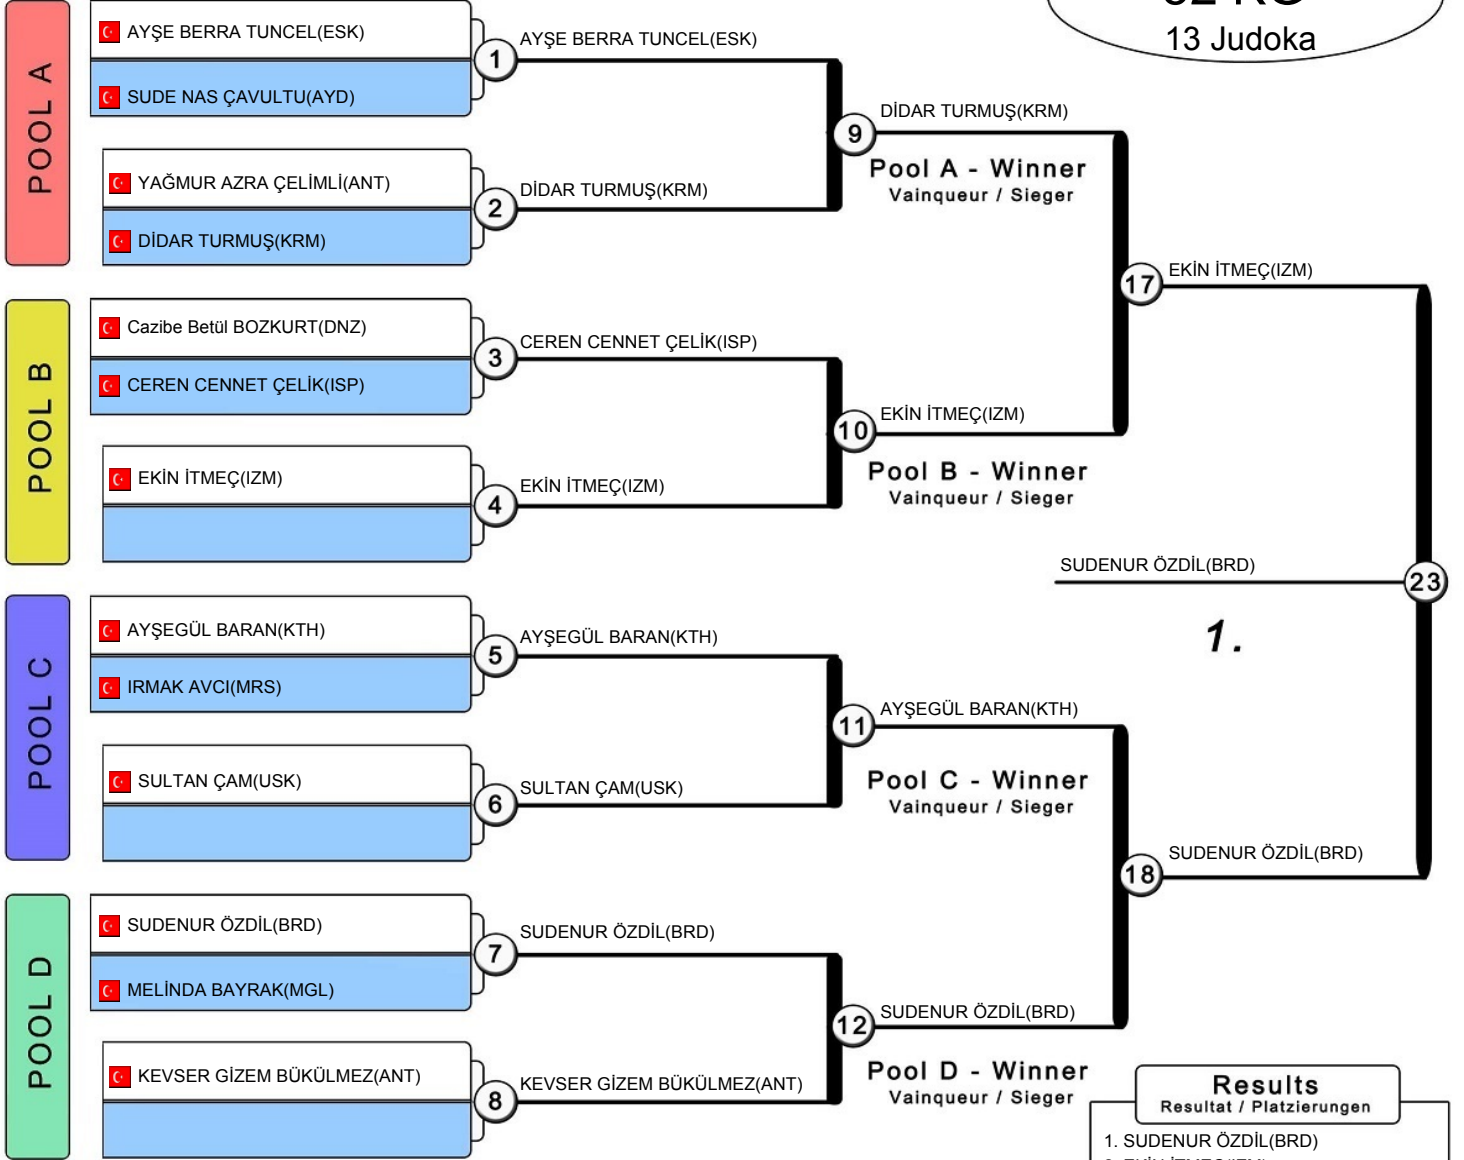 POOL A
AYŞE BERRA TUNCEL(ESK)
SUDE NAS ÇAVULTU(AYD)
1
AYŞE BERRA TUNCEL(ESK)
YAĞMUR AZRA ÇELİMLİ(ANT)
DİDAR TURMUŞ(KRM)
2
DİDAR TURMUŞ(KRM)
9
DİDAR TURMUŞ(KRM)
Pool A - Winner
Vainqueur / Sieger
13 Judoka
POOL B
Cazibe Betül BOZKURT(DNZ)
CEREN CENNET ÇELİK(ISP)
3
CEREN CENNET ÇELİK(ISP)
EKİN İTMEÇ(IZM)
4
EKİN İTMEÇ(IZM)
10
EKİN İTMEÇ(IZM)
Pool B - Winner
Vainqueur / Sieger
17
EKİN İTMEÇ(IZM)
SUDENUR ÖZDİL(BRD)
23
1.
POOL C
AYŞEGÜL BARAN(KTH)
IRMAK AVCI(MRS)
5
AYŞEGÜL BARAN(KTH)
SULTAN ÇAM(USK)
6
SULTAN ÇAM(USK)
11
AYŞEGÜL BARAN(KTH)
Pool C - Winner
Vainqueur / Sieger
18
SUDENUR ÖZDİL(BRD)
POOL D
SUDENUR ÖZDİL(BRD)
MELİNDA BAYRAK(MGL)
7
SUDENUR ÖZDİL(BRD)
KEVSER GİZEM BÜKÜLMEZ(ANT)
8
KEVSER GİZEM BÜKÜLMEZ(ANT)
12
SUDENUR ÖZDİL(BRD)
Pool D - Winner
Vainqueur / Sieger
Results
Resultat / Platzierungen
1. SUDENUR ÖZDİL(BRD)